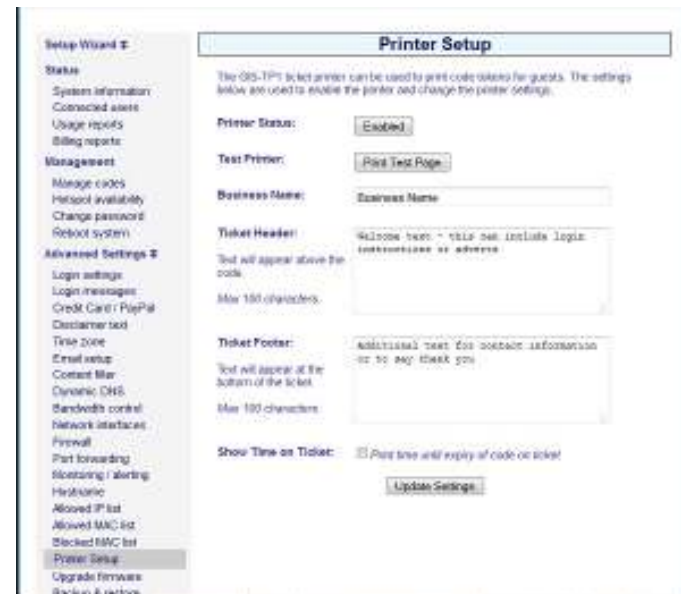 Setup Wizard
Status
System information
Connected users
Usage reports
Billing reports
Management
Manage codes
Hotspot availability
Change password
Reboot system
Advanced Settings
Login settings
Login messages
Credit Card / PayPal
Disclaimer text
Time zone
Email setup
Content filter
Dynamic DNS
Bandwidth control
Network interfaces
Firewall
Port forwarding
Monitoring / alerting
Hostname
Allowed IP list
Allowed MAC list
Blocked MAC list
Printer Setup
Upgrade firmware
Backup & restore
Printer Setup
The GIS-TP1 ticket printer can be used to print code tokens for guests. The settings
below are used to enable the printer and change the printer settings.
Printer Status:
Enabled
Test Printer:
Print Test Page
Business Name:
Business Name
Ticket Header:
Text will appear above the
code.
Max 100 characters.
Welcome text - this can include login
instructions or adverts
Ticket Footer:
Text will appear at the
bottom of the ticket.
Max 100 characters.
Additional text for contact information
or to say thank you
Show Time on Ticket:
Print time until expiry of code on ticket
Update Settings